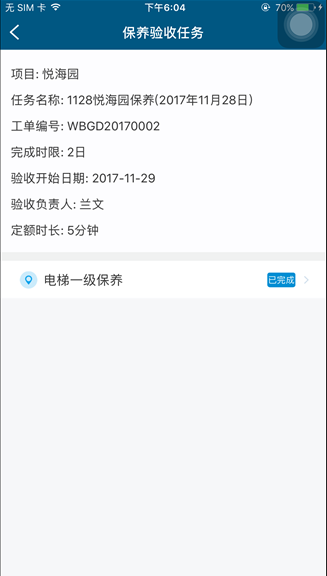 无 SIM 卡 下午6:04 70%
保养验收任务
项目: 悦海园
任务名称: 1128悦海园保养(2017年11月28日)
工单编号: WBGD20170002
完成时限: 2日
验收开始日期: 2017-11-29
验收负责人: 兰文
定额时长: 5分钟
电梯一级保养 已完成